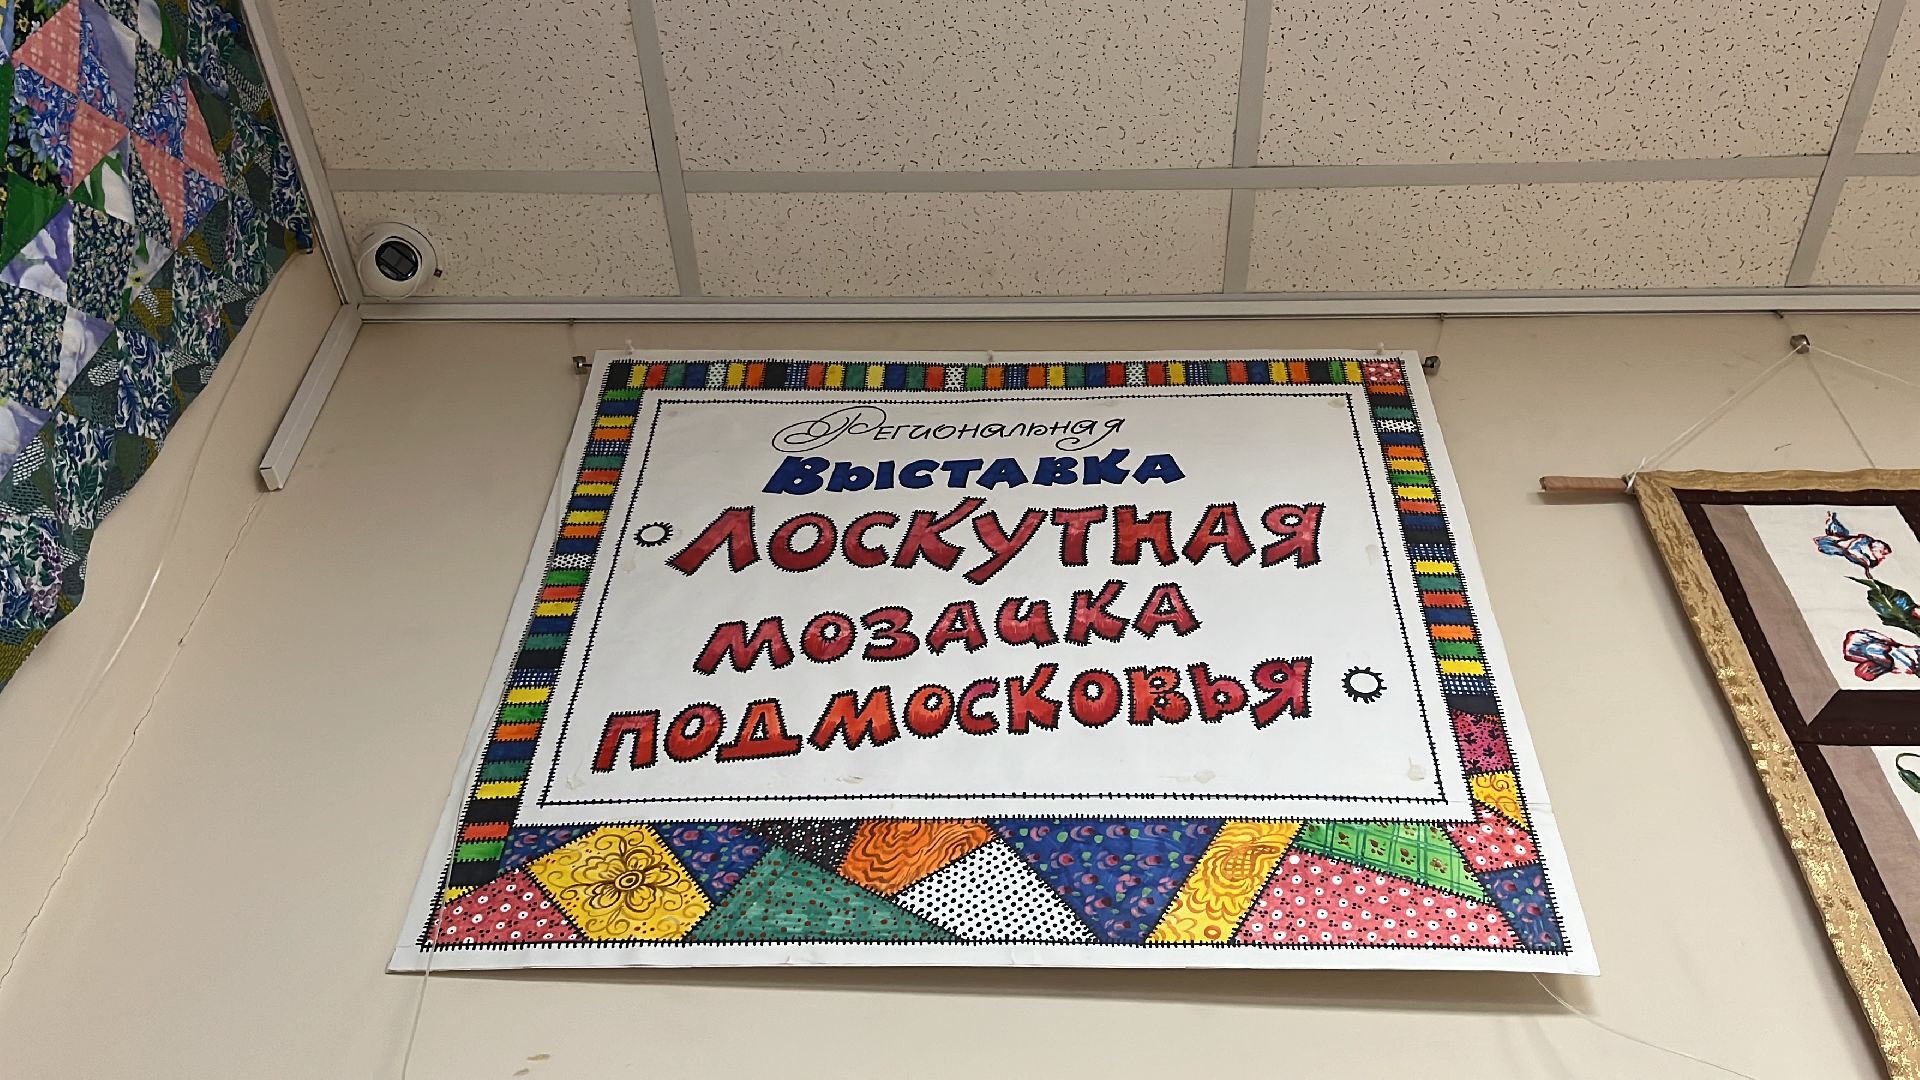 Региональная
Выставка
Лоскутная
мозаика
Подмосковья